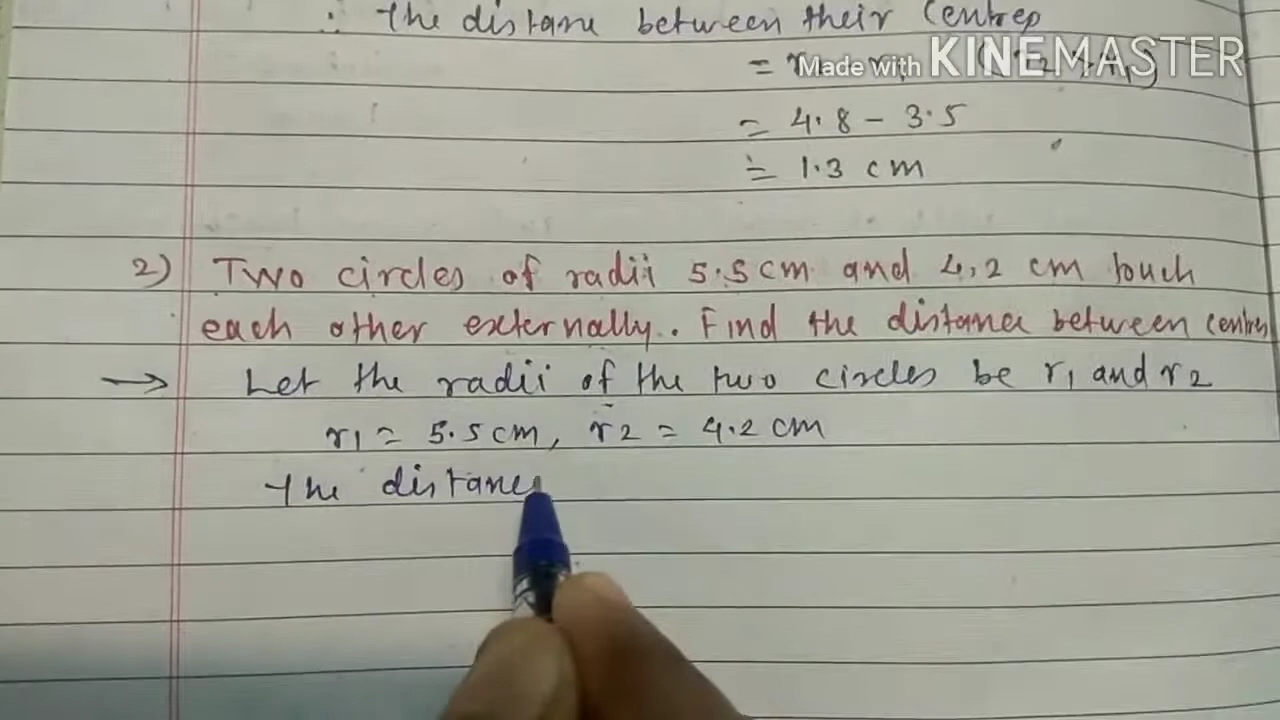 ∴ The distance between their Centres
Made with KINEMASTER
= 4.8 - 3.5
= 1.3 cm
2) Two circles of radii 5.5 cm and 4.2 cm touch
each other externally. Find the distance between centres
→ Let the radii of the two circles be r1 and r2
r1 = 5.5 cm, r2 = 4.2 cm
The distance